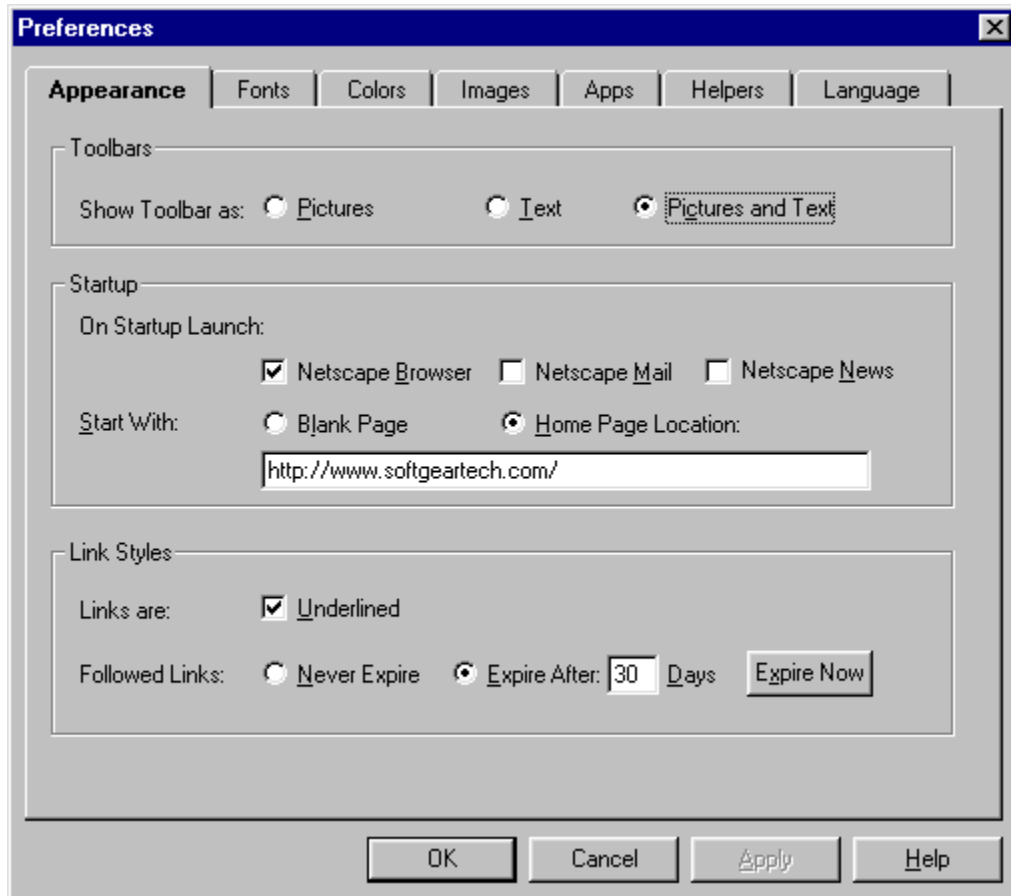 Preferences
Appearance Fonts Colors Images Apps Helpers Language
Toolbars
Show Toolbar as: Pictures Text Pictures and Text
Startup
On Startup Launch:
Netscape Browser Netscape Mail Netscape News
Start With: Blank Page Home Page Location:
http://www.softgeartech.com/
Link Styles
Links are: Underlined
Followed Links: Never Expire Expire After: 30 Days Expire Now
OK Cancel Apply Help